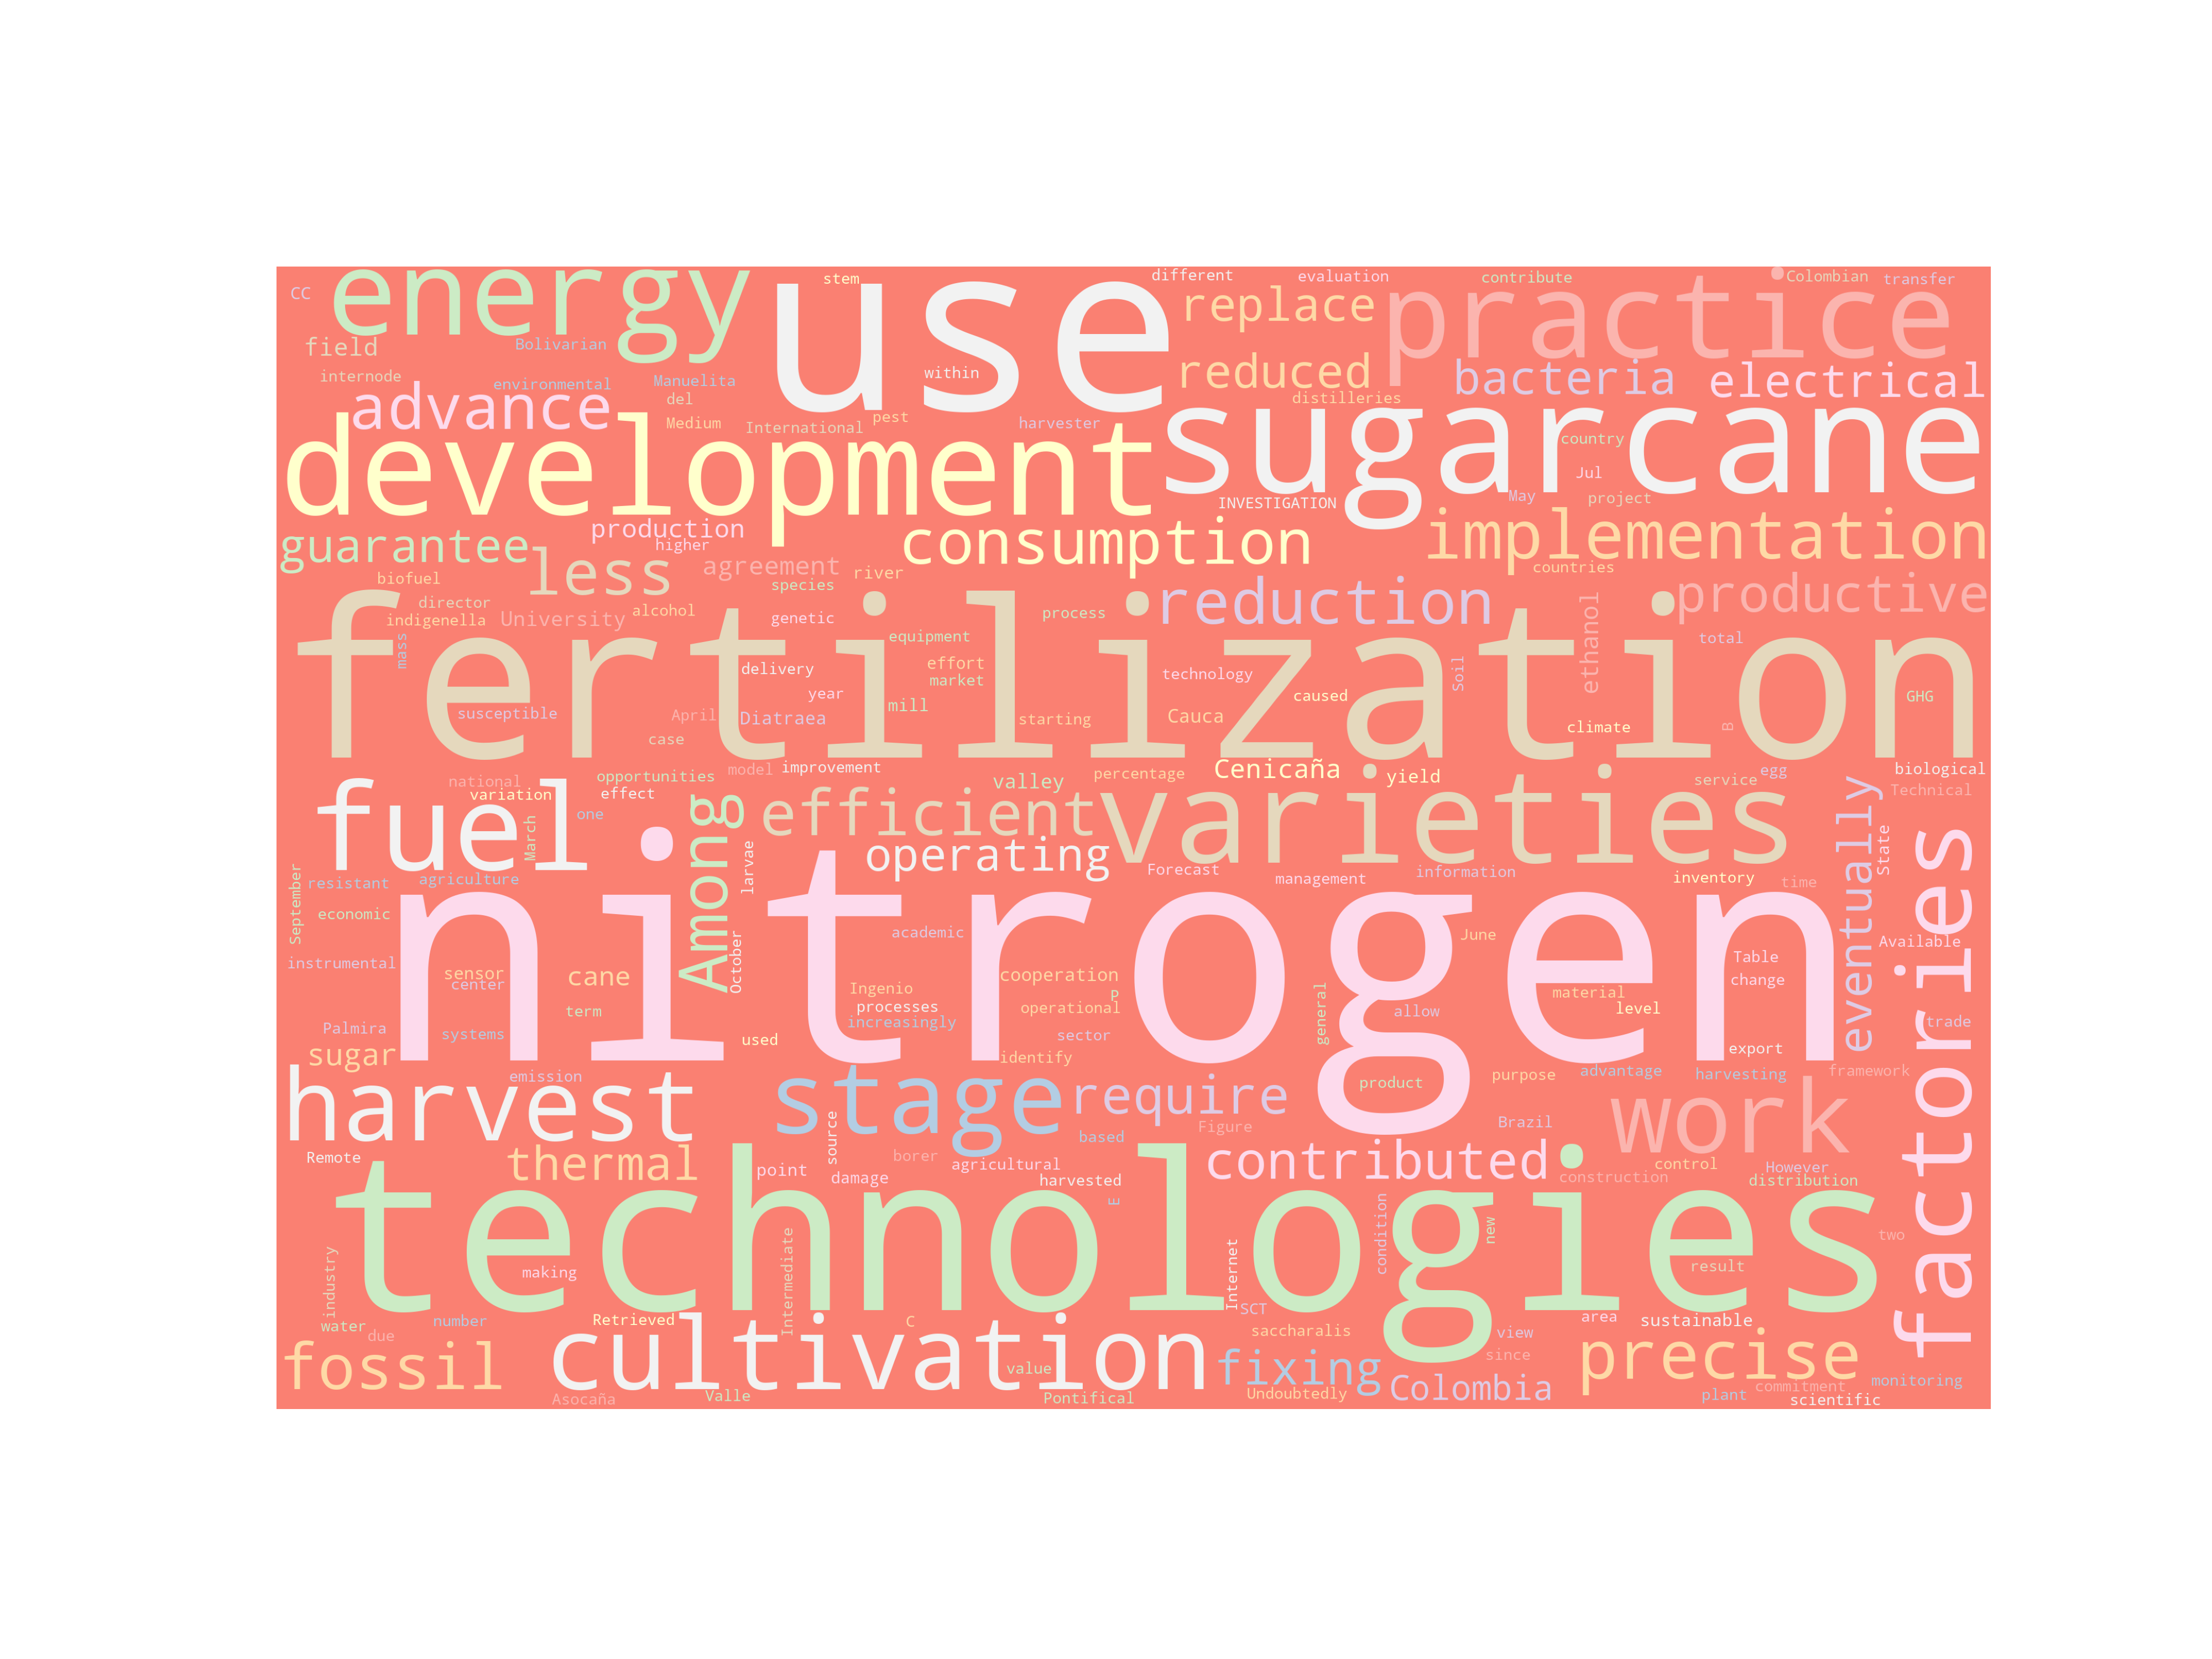 energy
use
practice
CC
stem
different
evaluation
contribute
Colombian
transfer
replace
field
Bolivarian
internode
environmental
Manuelita
within
reduced
bacteria
electrical
advance
del
distilleries
Medium
International
pest
harvester
development
sugarcane
country
Jul
INVESTIGATION
May
project
guarantee
production
higher
consumption
implementation
less
agreement
river
countries
biofuel
species
reduction
productive
director
indigenella
University
alcohol
genetic
process
ethanol
fertilization
mass
equipment
total
delivery
effort
market
technology
Soil
caused
GHG
year
mill
susceptible
April
Diatraea
starting
Cauca
climate
B
case
national
opportunities
model
improvement
valley
percentage
Cenicaña
yield
service
egg
biological
variation
effect
Technical
fuel
one
March
Among
efficient
varieties
eventually
State
factories
operating
larvae
resistant
agriculture
Forecast
management
information
inventory
time
September
economic
nitrogen
October
academic
June
Table
Available
instrumental
sensor
center
cane
cooperation
change
Ingenio
P
material
term
processes
operational
general
allow
level
Palmira
systems
increasingly
sector
trade
used
sugar
identify
export
emission
harvest
stage
require
product
purpose
advantage
harvesting
framework
work
source
based
Figure
Brazil
Remote
thermal
point
borer
agricultural
contributed
control
However
damage
harvested
construction
distribution
technologies
E
condition
new
two
industry
making
Intermediate
Internet
result
water
due
number
Retrieved
C
SCT
area
sustainable
fossil
cultivation
saccharalis
view
precise
value
fixing
since
Colombia
Asocaña
Valle
Pontifical
Undoubtedly
plant
commitment
monitoring
scientific